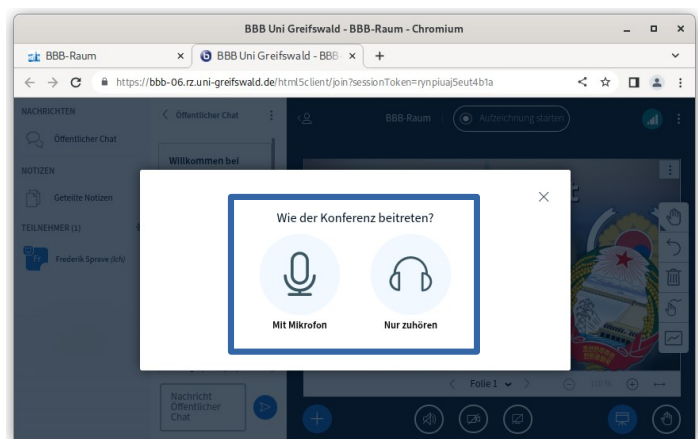 BBB Uni Greifswald - BBB-Raum - Chromium
BBB-Raum
BBB Uni Greifswald - BBB-
https://bbb-06.rz.uni-greifswald.de/html5client/join?sessionToken=rynpiuaj5eut4b1a
NACHRICHTEN
Öffentlicher Chat
Öffentlicher Chat
BBB-Raum
Aufzeichnung starten
Willkommen bei
NOTIZEN
Geteilte Notizen
TEILNEHMER (1)
Fr
Frederik Sprave (Ich)
Wie der Konferenz beitreten?
Mit Mikrofon
Nur zuhören
Folie 1
Nachricht
Öffentlicher
Chat